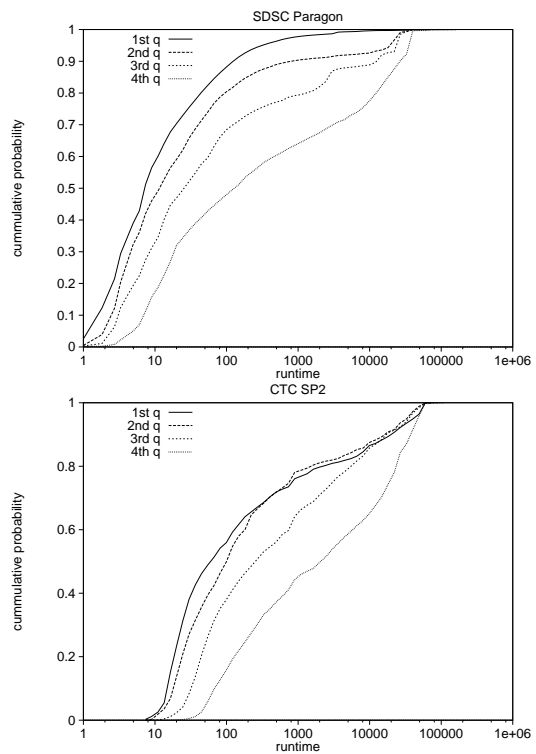 SDSC Paragon
1
0.9
0.8
0.7
0.6
0.5
0.4
0.3
0.2
0.1
0
cummulative probability
1st q
2nd q
3rd q
4th q
1 10 100 1000 10000 100000 1e+06
runtime
CTC SP2
1
0.8
0.6
0.4
0.2
0
cummulative probability
1st q
2nd q
3rd q
4th q
1 10 100 1000 10000 100000 1e+06
runtime